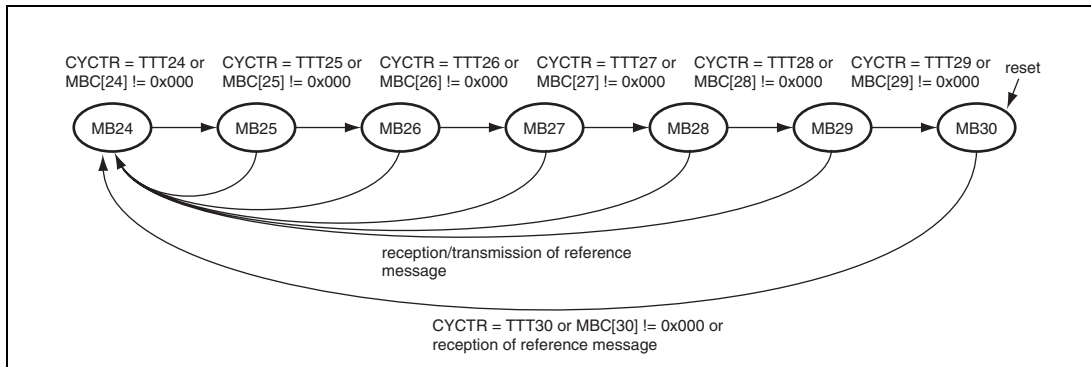 CYCTR = TTT24 or
MBC[24] != 0x000
CYCTR = TTT25 or
MBC[25] != 0x000
CYCTR = TTT26 or
MBC[26] != 0x000
CYCTR = TTT27 or
MBC[27] != 0x000
CYCTR = TTT28 or
MBC[28] != 0x000
CYCTR = TTT29 or
MBC[29] != 0x000
reset
MB24
MB25
MB26
MB27
MB28
MB29
MB30
reception/transmission of reference
message
CYCTR = TTT30 or MBC[30] != 0x000 or
reception of reference message